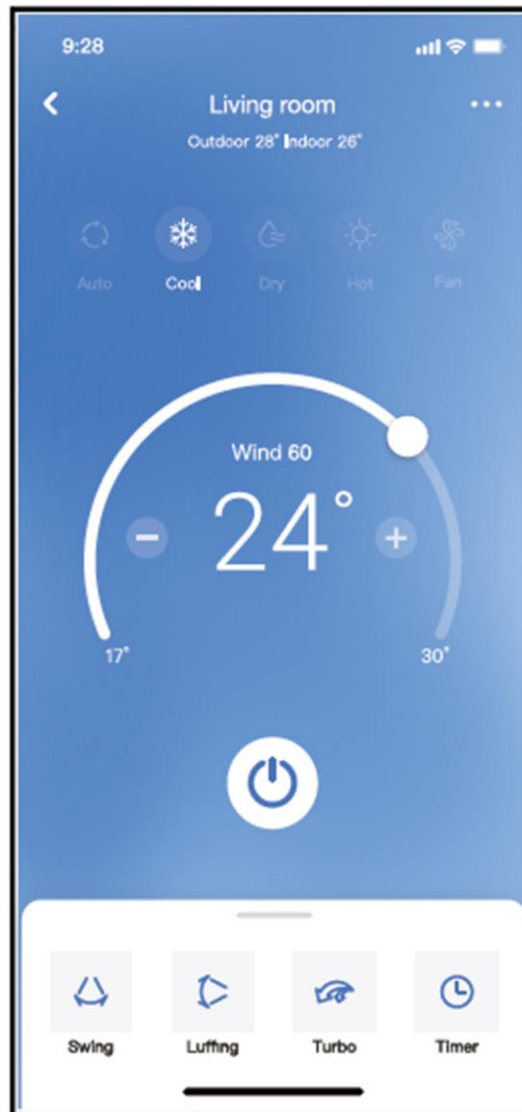 9:28
Living room
Outdoor 28° Indoor 26°
Auto Cool Dry Hot Fan
Wind 60
24°
17° 30°
Swing Luffing Turbo Timer